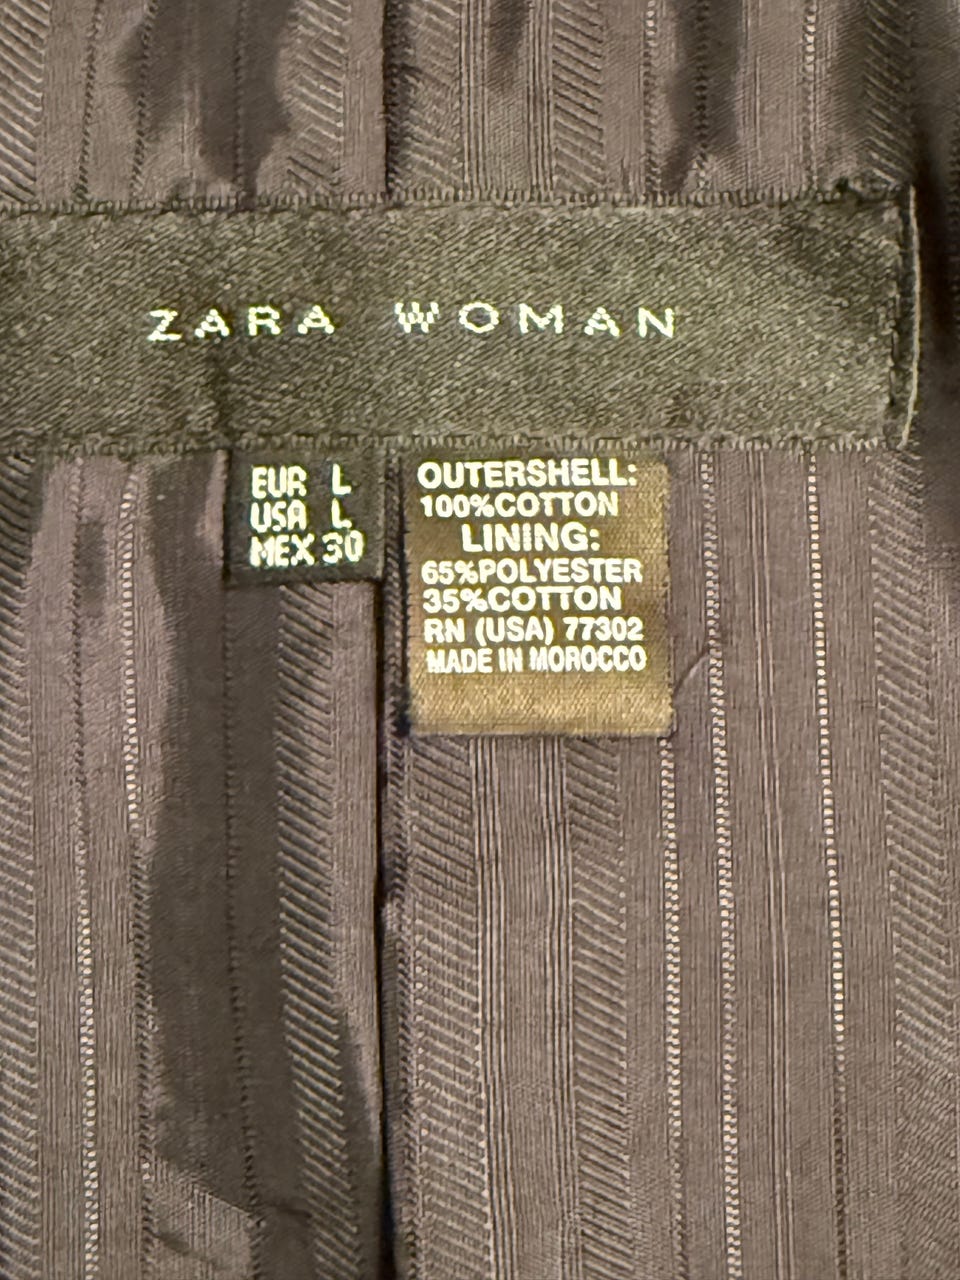 ZARA WOMAN
EUR L
USA L
MEX 30
OUTERSHELL:
100%COTTON
LINING:
65%POLYESTER
35%COTTON
RN (USA) 77302
MADE IN MOROCCO